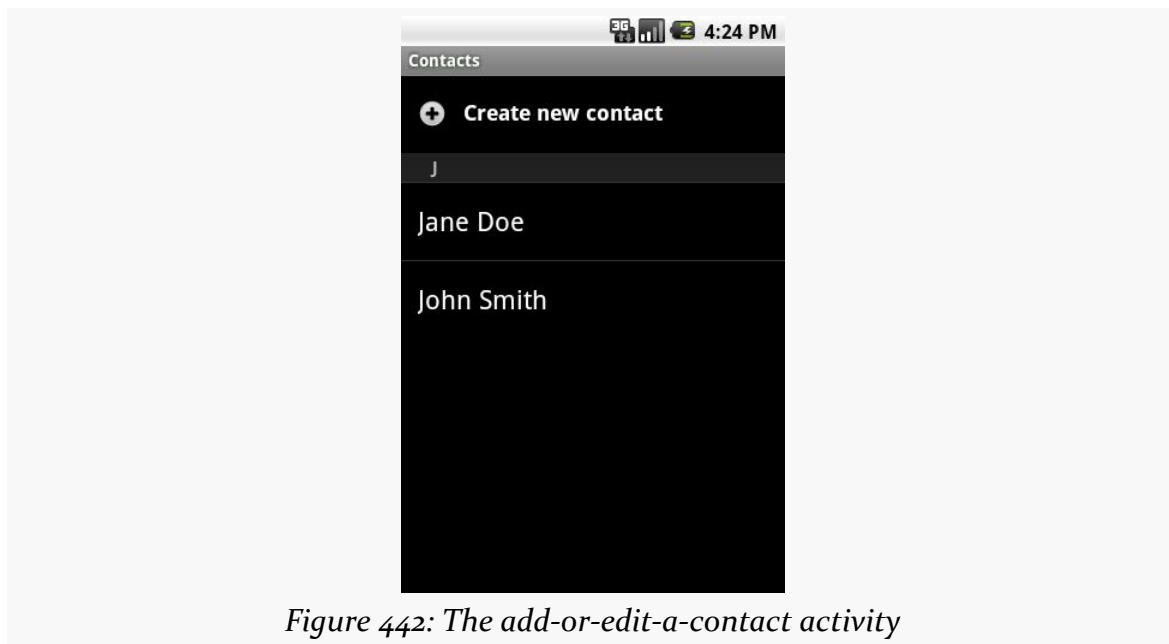 3G 4:24 PM
Contacts
Create new contact
J
Jane Doe
John Smith
Figure 442: The add-or-edit-a-contact activity